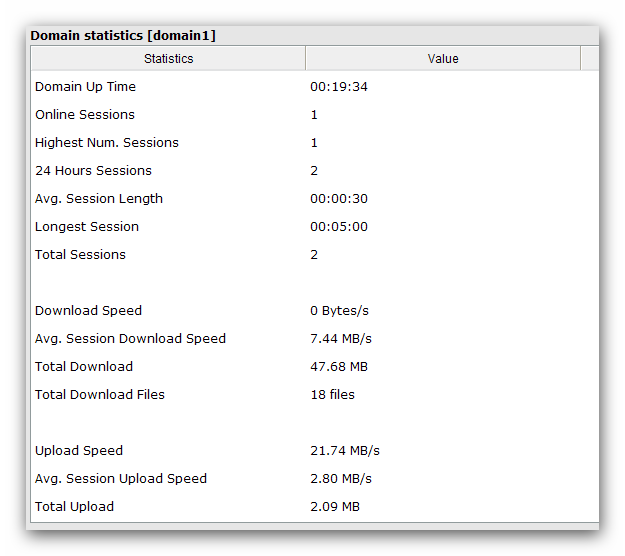 Domain statistics [domain1]
Statistics Value
Domain Up Time 00:19:34
Online Sessions 1
Highest Num. Sessions 1
24 Hours Sessions 2
Avg. Session Length 00:00:30
Longest Session 00:05:00
Total Sessions 2
Download Speed 0 Bytes/s
Avg. Session Download Speed 7.44 MB/s
Total Download 47.68 MB
Total Download Files 18 files
Upload Speed 21.74 MB/s
Avg. Session Upload Speed 2.80 MB/s
Total Upload 2.09 MB